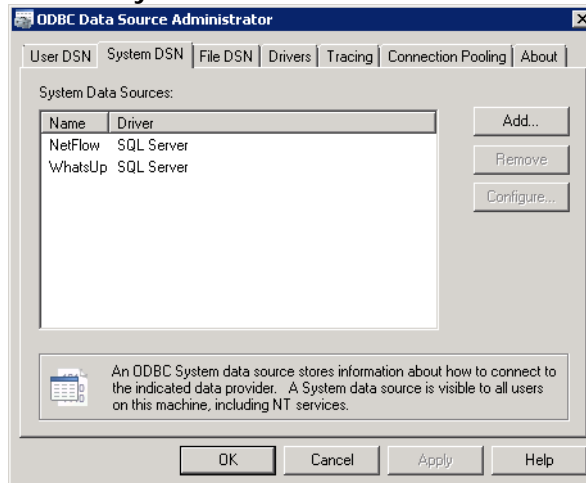 ODBC Data Source Administrator
User DSN System DSN File DSN Drivers Tracing Connection Pooling About
System Data Sources:
Name Driver
NetFlow SQL Server
WhatsUp SQL Server
Add...
Remove
Configure...
An ODBC System data source stores information about how to connect to
the indicated data provider. A System data source is visible to all users
on this machine, including NT services.
OK Cancel Apply Help